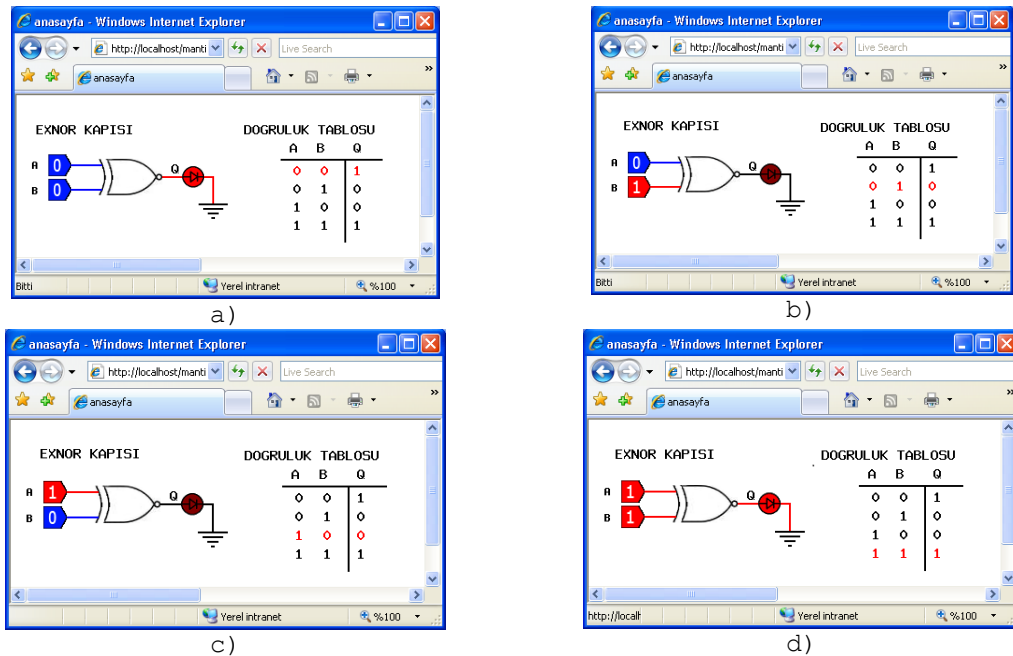 anasayfa - Windows Internet Explorer
http://localhost/manti
Live Search
anasayfa
»
EXNOR KAPISI
DOGRULUK TABLOSU
A B Q
A 0
B 0
Q
0 0 1
0 1 0
1 0 0
1 1 1
Bitti
Yerel intranet
%100
a)
anasayfa - Windows Internet Explorer
http://localhost/manti
Live Search
anasayfa
»
EXNOR KAPISI
DOGRULUK TABLOSU
A B Q
A 0
B 1
Q
0 0 1
0 1 0
1 0 0
1 1 1
Bitti
Yerel intranet
%100
b)
anasayfa - Windows Internet Explorer
http://localhost/manti
Live Search
anasayfa
»
EXNOR KAPISI
DOGRULUK TABLOSU
A B Q
A 1
B 0
Q
0 0 1
0 1 0
1 0 0
1 1 1
Yerel intranet
%100
c)
anasayfa - Windows Internet Explorer
http://localhost/manti
Live Search
anasayfa
»
EXNOR KAPISI
DOGRULUK TABLOSU
A B Q
A 1
B 1
Q
0 0 1
0 1 0
1 0 0
1 1 1
http://localh
Yerel intranet
%100
d)